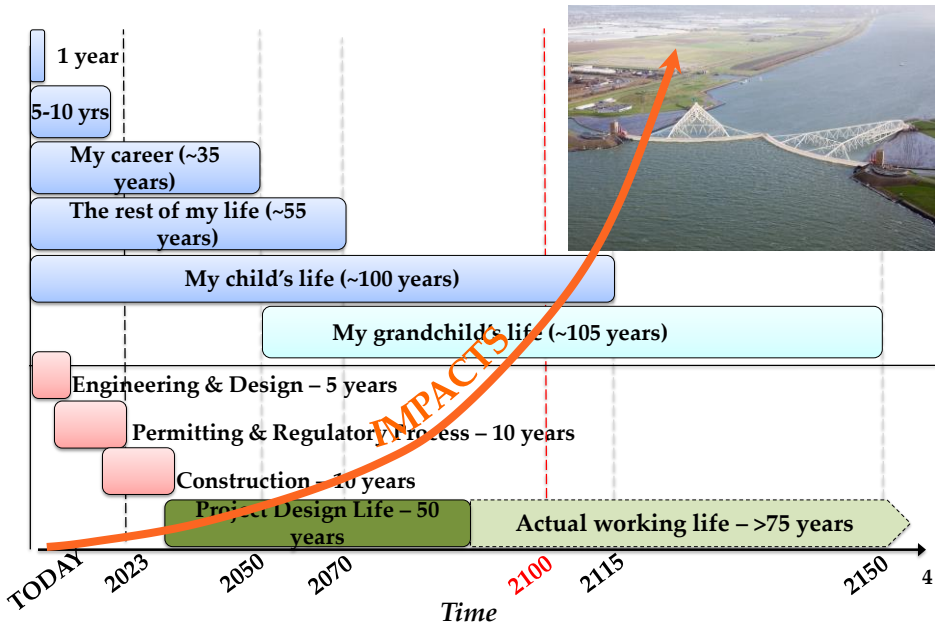 1 year
5-10 yrs
My career (~35
years)
The rest of my life (~55
years)
My child's life (~100 years)
My grandchild's life (~105 years)
IMPACTS
Engineering & Design – 5 years
Permitting & Regulatory Process – 10 years
Construction – 10 years
Project Design Life – 50
years
Actual working life – >75 years
TODAY
2023
2050
2070
2100
2115
2150
4
Time